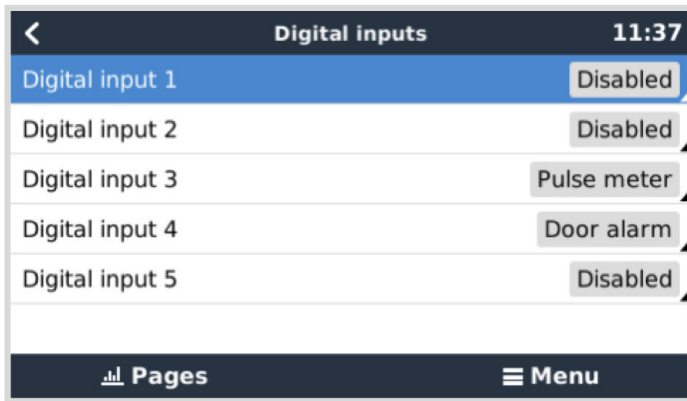 Digital inputs 11:37
Digital input 1 Disabled
Digital input 2 Disabled
Digital input 3 Pulse meter
Digital input 4 Door alarm
Digital input 5 Disabled
Pages Menu